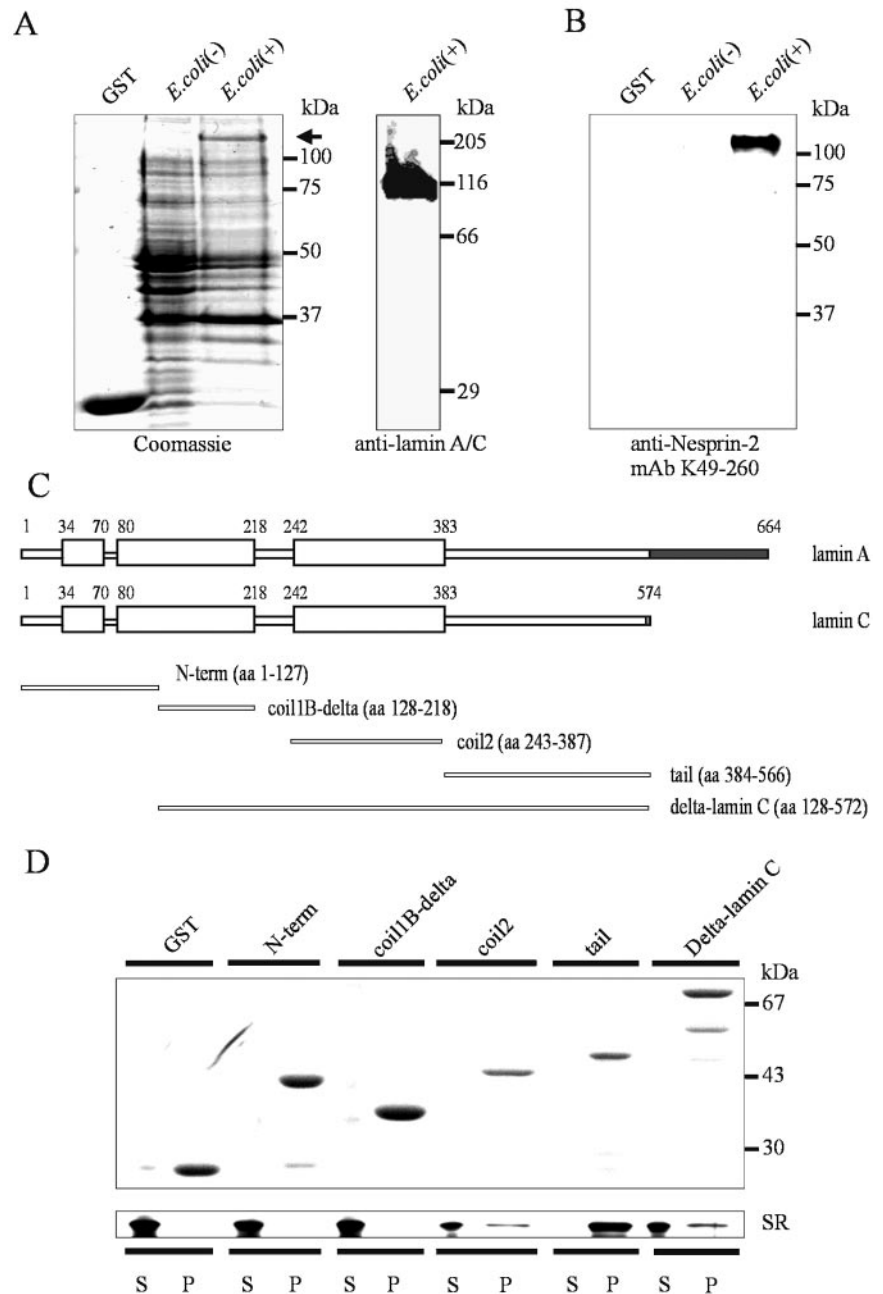 A
GST
E.coli(-)
E.coli(+)
kDa
100
75
50
37
Coomassie
E.coli(+)
kDa
205
116
66
29
anti-lamin A/C
B
GST
E.coli(-)
E.coli(+)
kDa
100
75
50
37
anti-Nesprin-2
mAb K49-260
C
1 34 70 80 218 242 383 664
lamin A
1 34 70 80 218 242 383 574
lamin C
N-term (aa 1-127)
coil1B-delta (aa 128-218)
coil2 (aa 243-387)
tail (aa 384-566)
delta-lamin C (aa 128-572)
D
GST
N-term
coil1B-delta
coil2
tail
Delta-lamin C
kDa
67
43
30
SR
S P S P S P S P S P S P